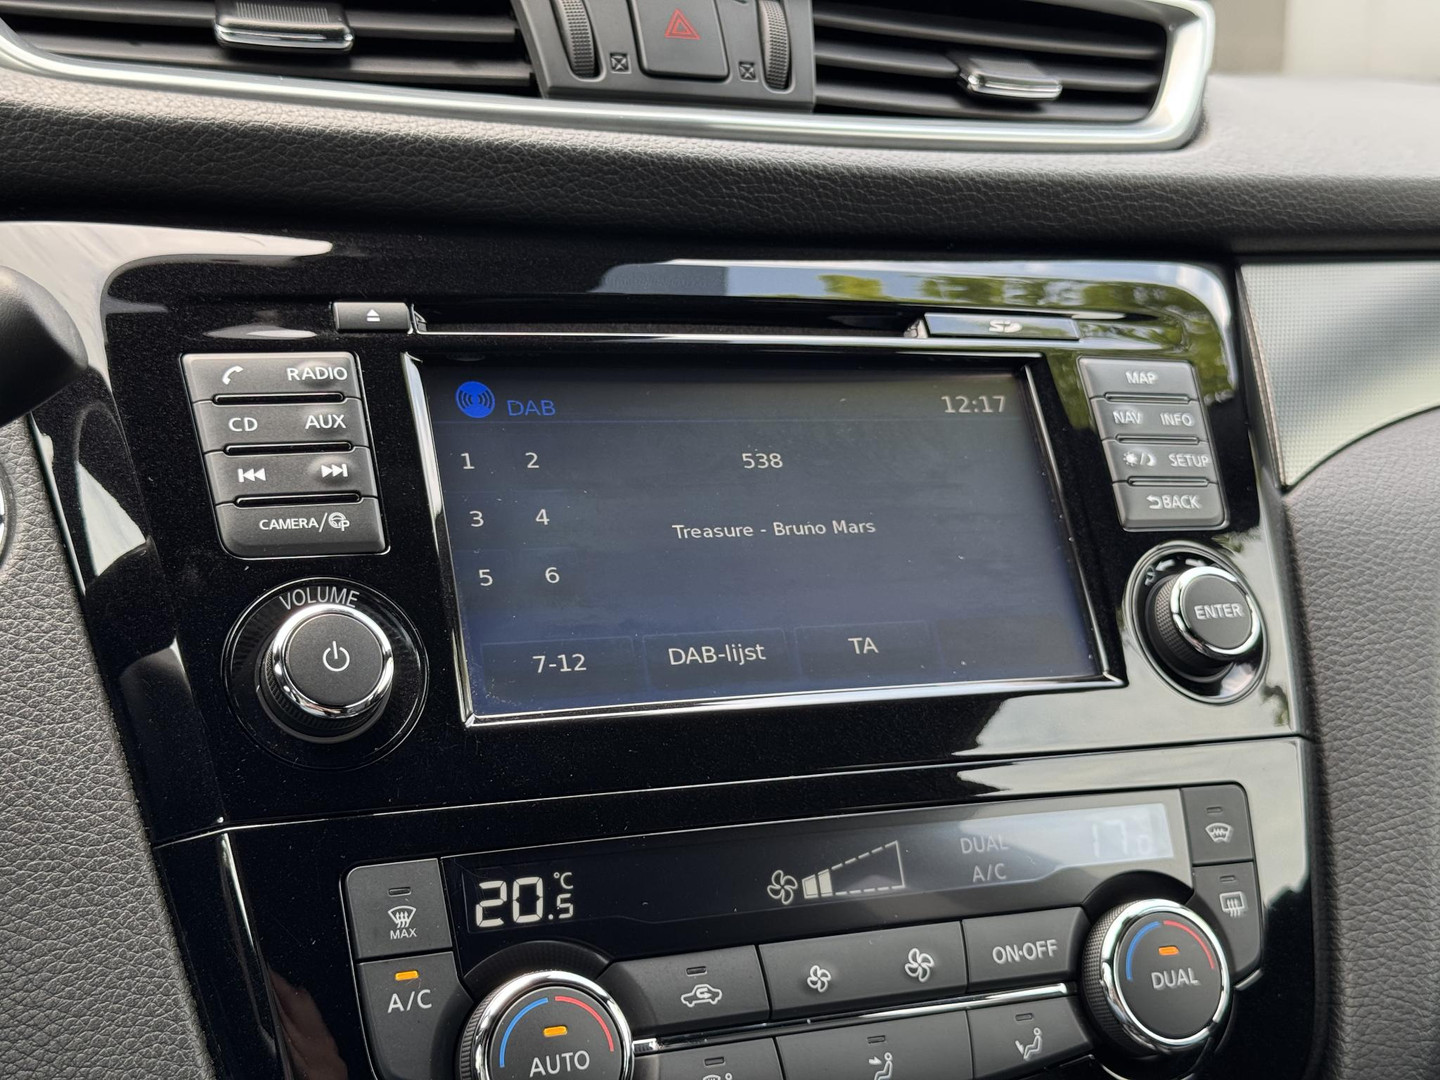 SD
RADIO
CD AUX
CAMERA/
VOLUME
DAB 12:17
1 2 538
3 4 Treasure - Bruno Mars
5 6
7-12 DAB-lijst TA
MAP
NAV INFO
SETUP
BACK
ENTER
20.5 °C
DUAL
A/C
MAX
A/C
AUTO
ON·OFF
DUAL